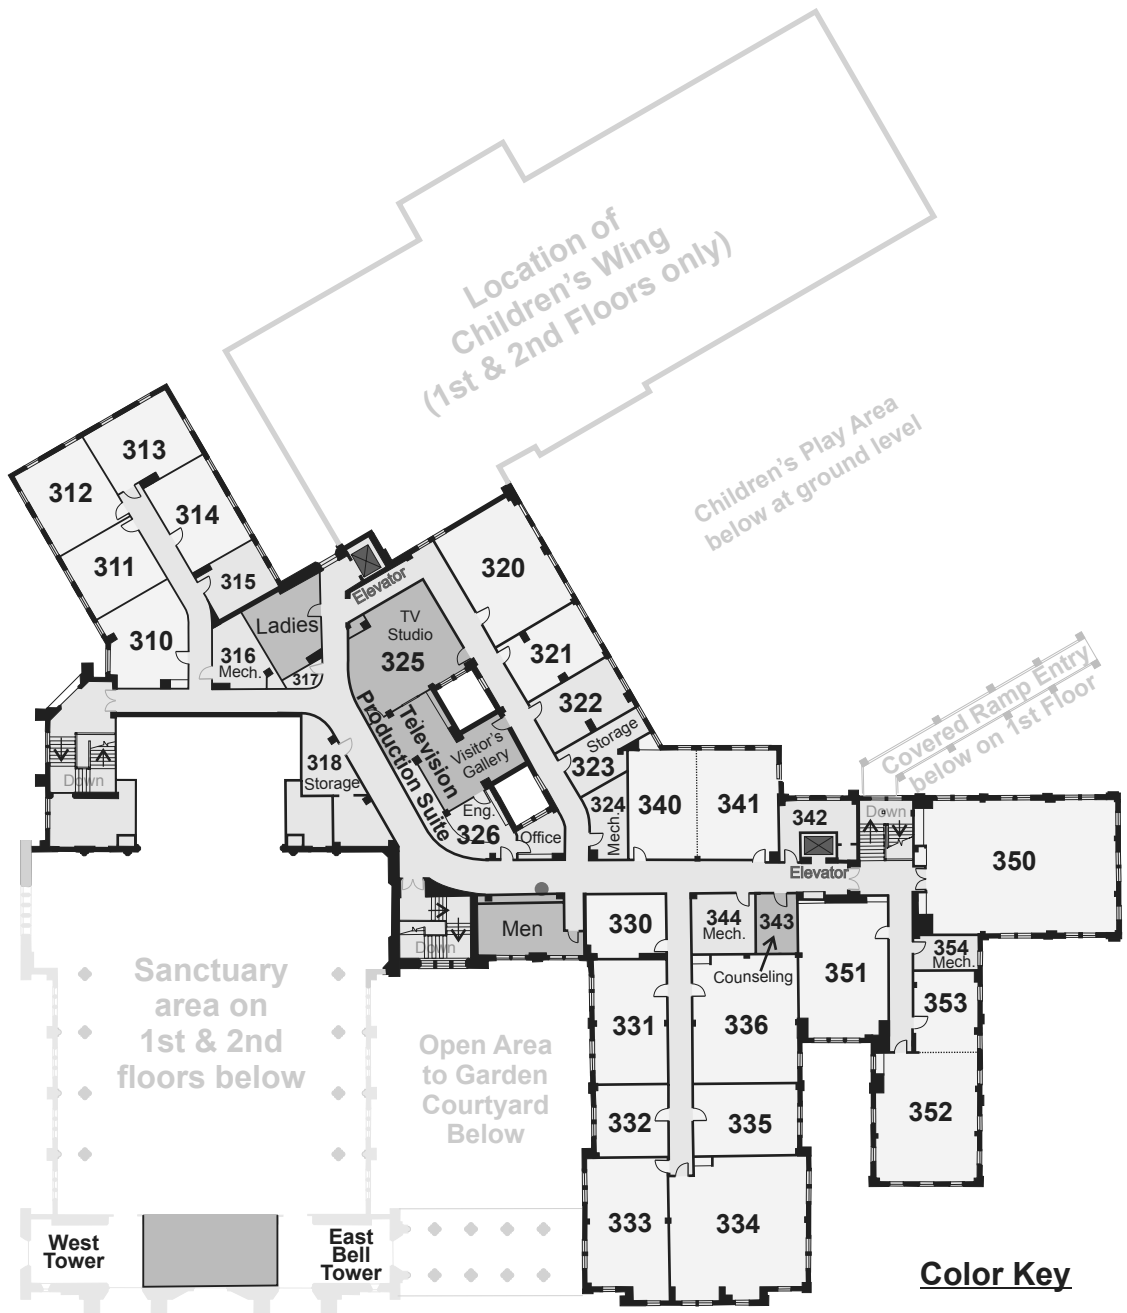 Location of
Children's Wing
(1st & 2nd Floors only)
Children's Play Area
below at ground level
313
312
314
311
315
310
Ladies
316
Mech.
317
Elevator
320
TV
Studio
325
321
322
Storage
323
324
Mech.
Television
Production Suite
Visitor's
Gallery
Eng.
326
Office
318
Storage
Down
340
341
342
Elevator
Down
Covered Ramp Entry
below on 1st Floor
350
Men
Down
330
344
Mech.
343
Counseling
351
354
Mech.
353
352
331
336
332
335
333
334
Sanctuary
area on
1st & 2nd
floors below
Open Area
to Garden
Courtyard
Below
West
Tower
East
Bell
Tower
Color Key